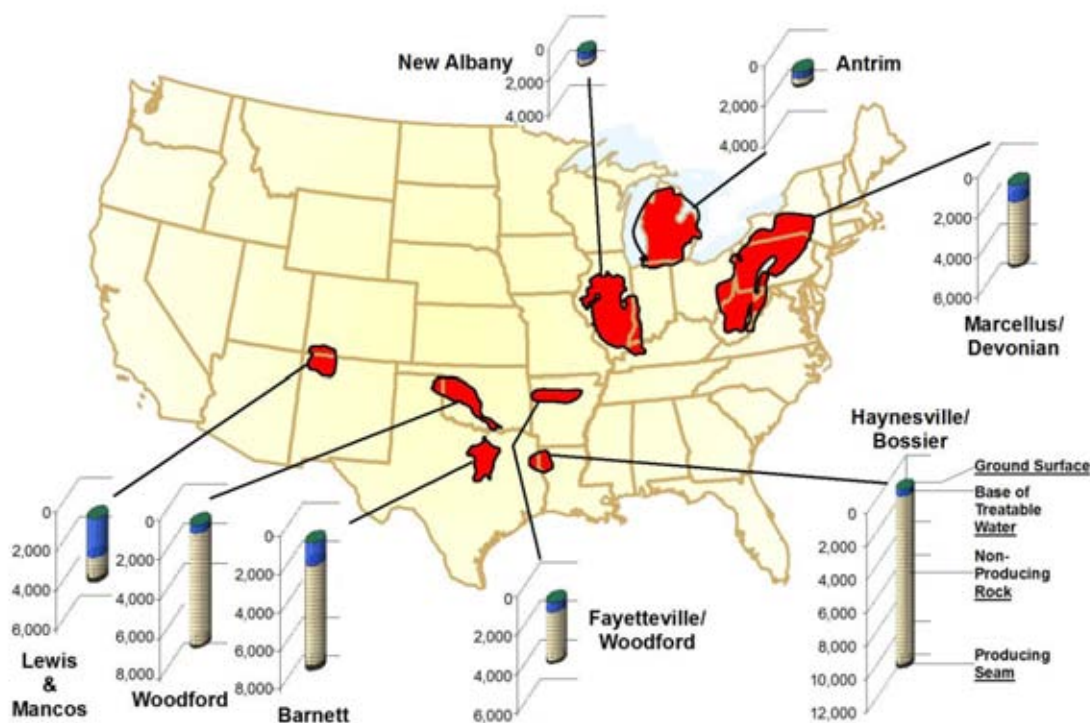 New Albany
0
2,000
4,000
Antrim
0
2,000
4,000
0
2,000
4,000
6,000
Marcellus/
Devonian
Haynesville/
Bossier
Ground Surface
Base of
Treatable
Water
Non-
Producing
Rock
Producing
Seam
0
2,000
4,000
6,000
8,000
10,000
12,000
0
2,000
4,000
6,000
Lewis
&
Mancos
0
2,000
4,000
6,000
8,000
Woodford
0
2,000
4,000
6,000
8,000
Barnett
0
2,000
4,000
6,000
Fayetteville/
Woodford